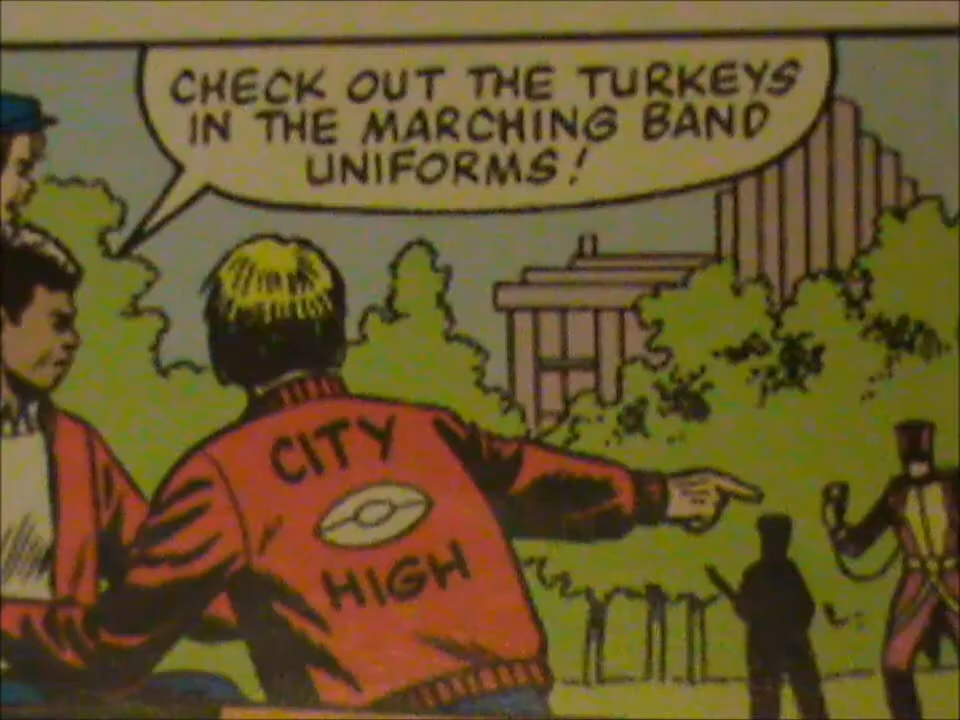 CHECK OUT THE TURKEYS
IN THE MARCHING BAND
UNIFORMS!
CITY
HIGH